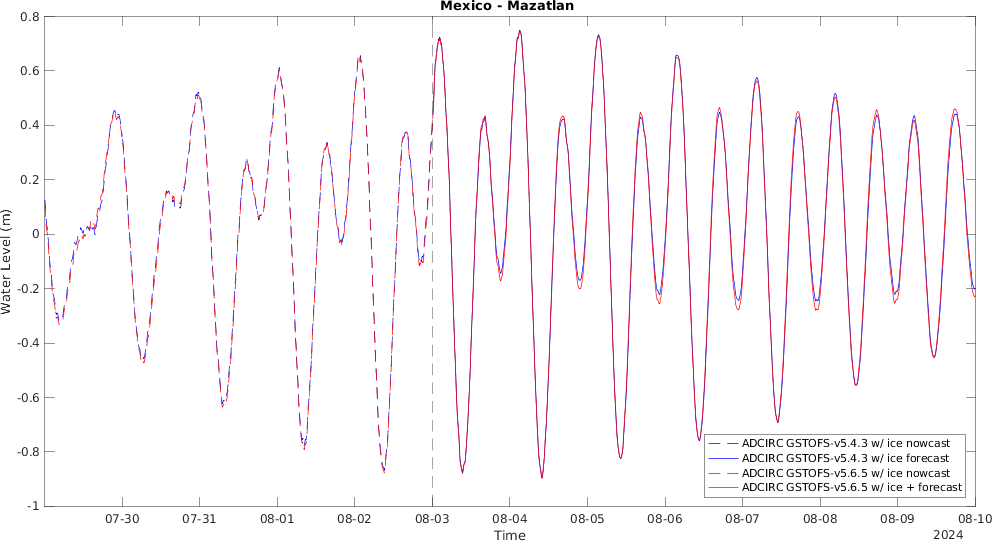 Mexico - Mazatlan
0.8
0.6
0.4
0.2
0
-0.2
-0.4
-0.6
-0.8
-1
Water Level (m)
07-30 07-31 08-01 08-02 08-03 08-04 08-05 08-06 08-07 08-08 08-09 08-10
Time
2024
ADCIRC GSTOFS-v5.4.3 w/ ice nowcast
ADCIRC GSTOFS-v5.4.3 w/ ice forecast
ADCIRC GSTOFS-v5.6.5 w/ ice nowcast
ADCIRC GSTOFS-v5.6.5 w/ ice + forecast